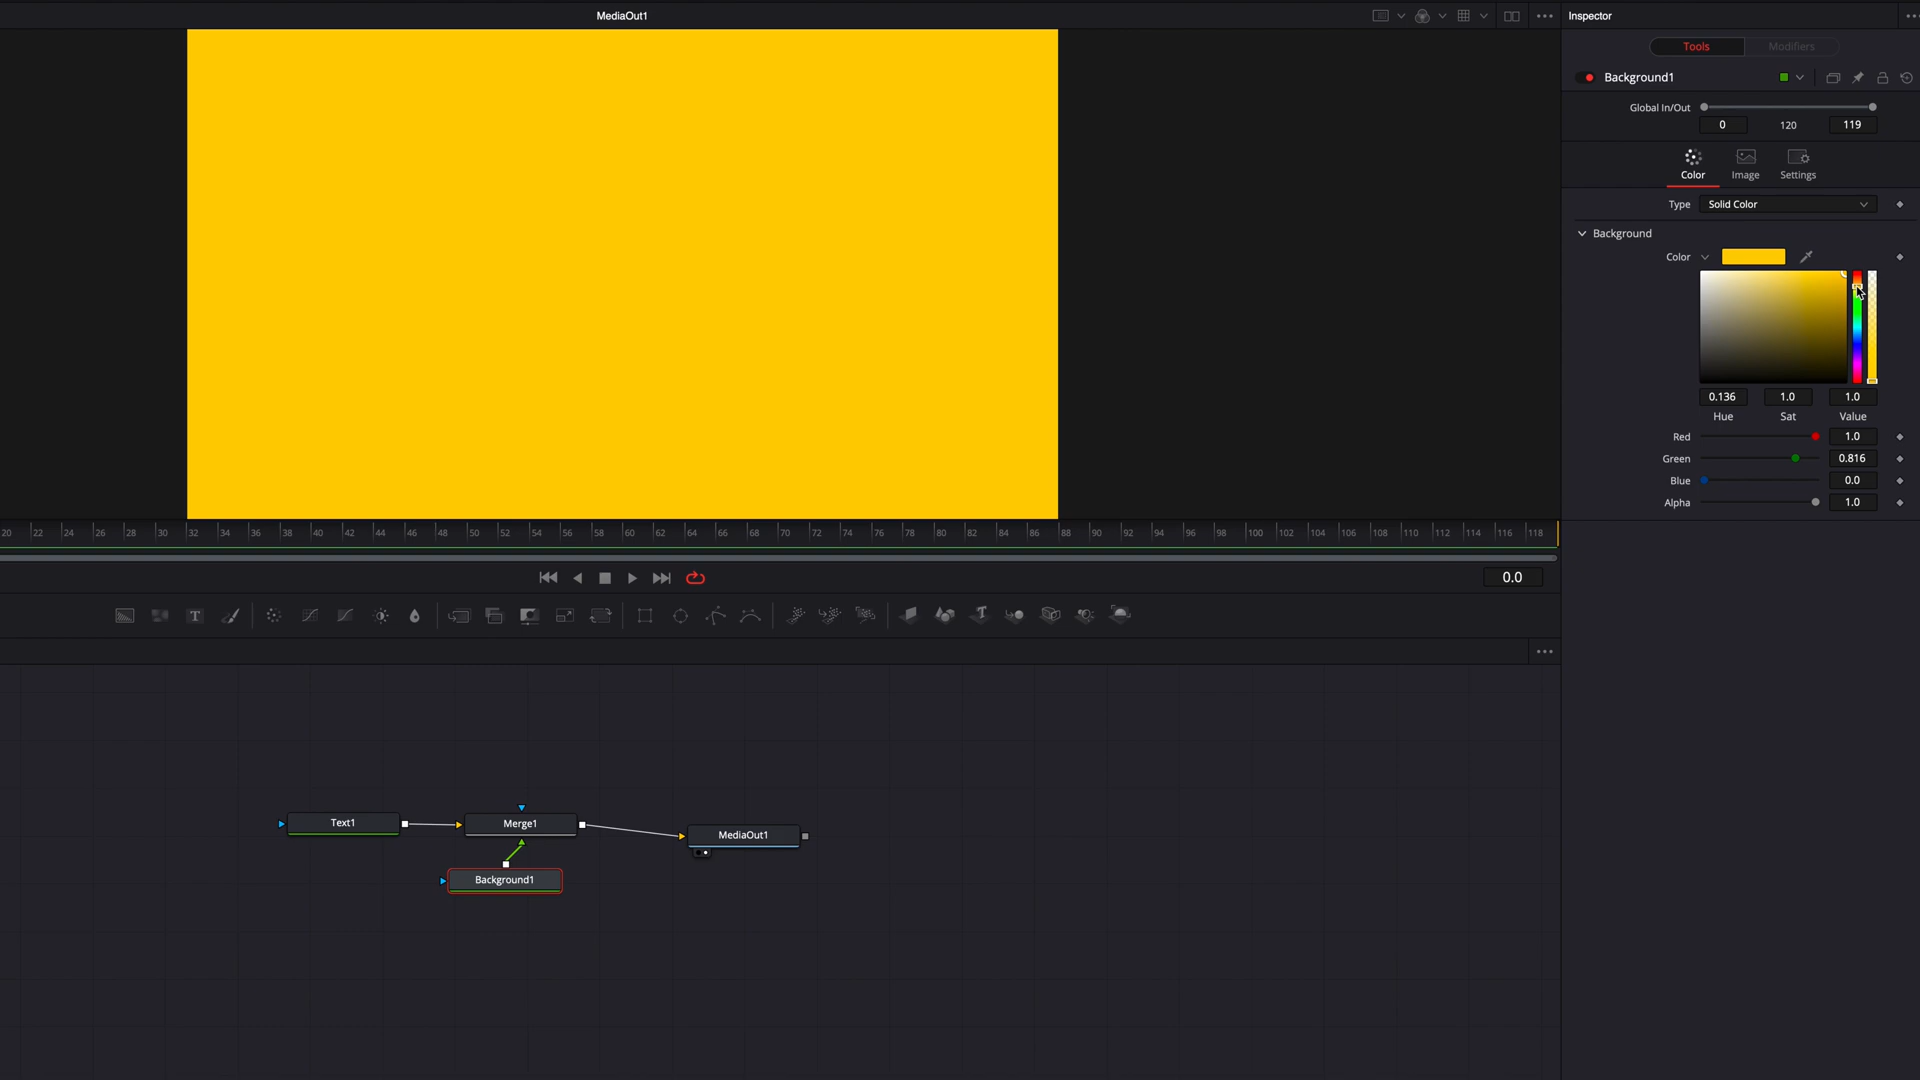 MediaOut1
Inspector
Tools
Modifiers
Background1
Global In/Out
0
120
119
Color
Image
Settings
Type
Solid Color
Background
Color
0.136
1.0
1.0
Hue
Sat
Value
Red
1.0
Green
0.816
Blue
0.0
Alpha
1.0
20 22 24 26 28 30 32 34 36 38 40 42 44 46 48 50 52 54 56 58 60 62 64 66 68 70 72 74 76 78 80 82 84 86 88 90 92 94 96 98 100 102 104 106 108 110 112 114 116 118
0.0
T
Text1
Merge1
MediaOut1
Background1